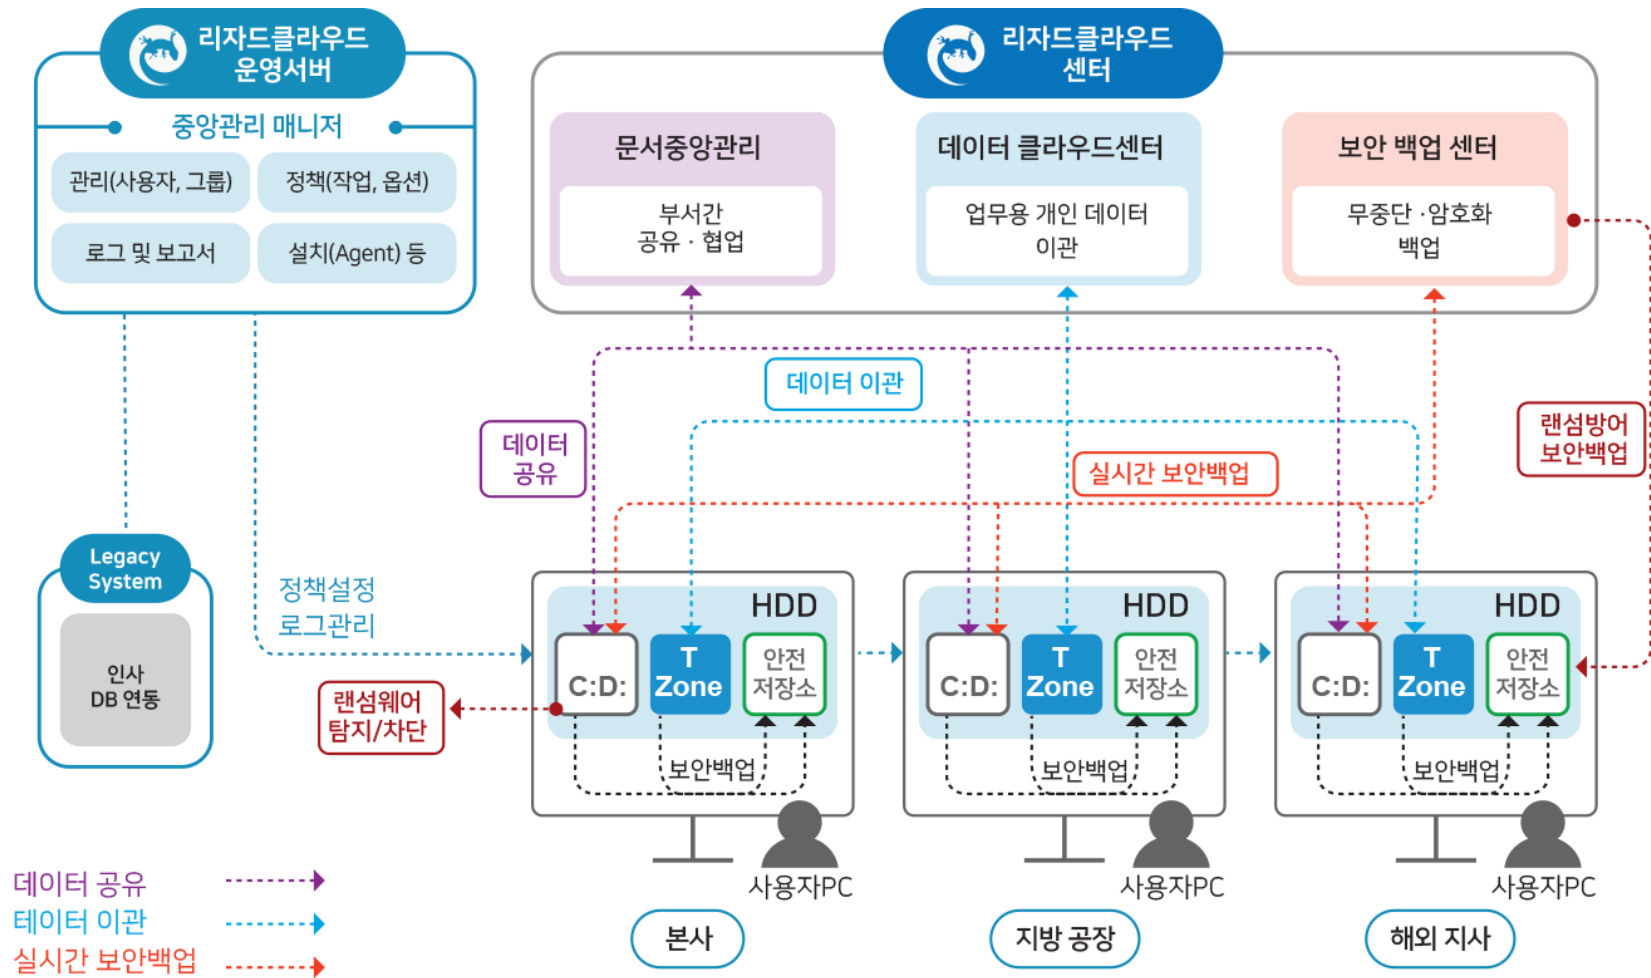 리자드클라우드
운영서버
중앙관리 매니저
관리(사용자, 그룹)
정책(작업, 옵션)
로그 및 보고서
설치(Agent) 등
리자드클라우드
센터
문서중앙관리
부서간
공유 · 협업
데이터 클라우드센터
업무용 개인 데이터
이관
보안 백업 센터
무중단 · 암호화
백업
데이터 이관
데이터
공유
실시간 보안백업
랜섬방어
보안백업
Legacy
System
인사
DB 연동
정책설정
로그관리
랜섬웨어
탐지/차단
HDD
C:D:
T
Zone
안전
저장소
보안백업
사용자PC
본사
HDD
C:D:
T
Zone
안전
저장소
보안백업
사용자PC
지방 공장
HDD
C:D:
T
Zone
안전
저장소
보안백업
사용자PC
해외 지사
데이터 공유
테이터 이관
실시간 보안백업